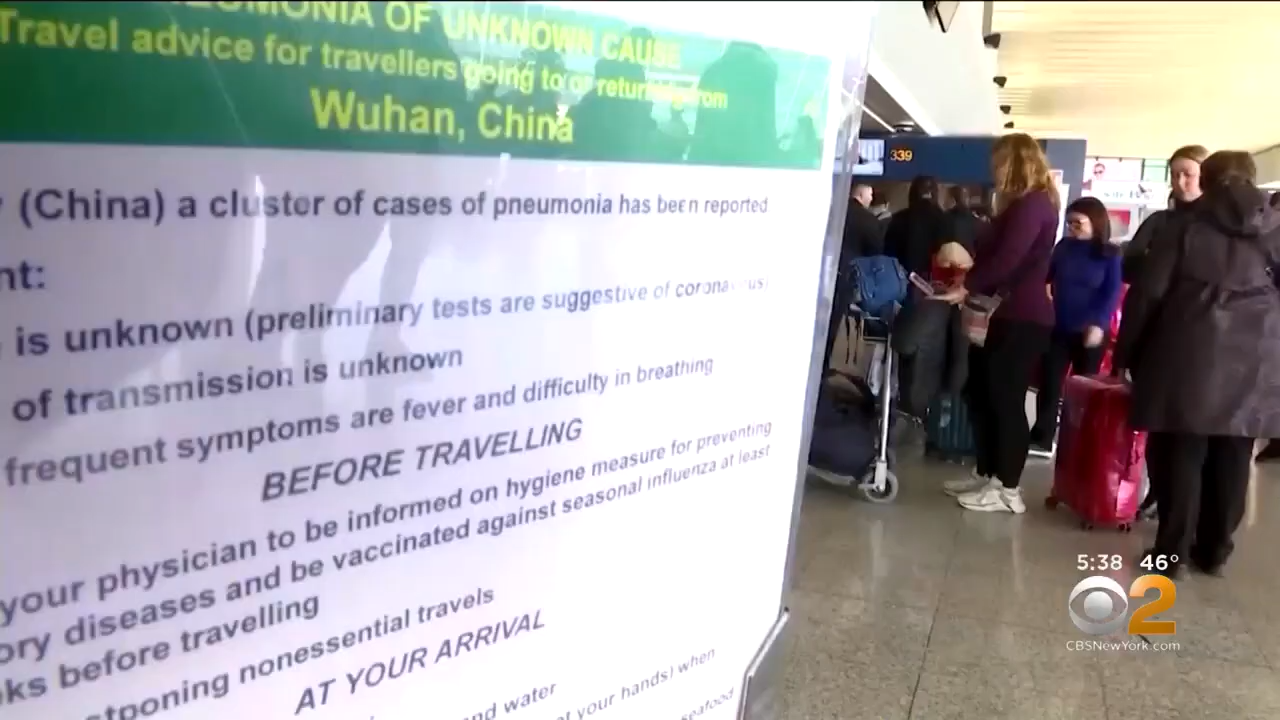 PNEUMONIA OF UNKNOWN CAUSE
Travel advice for travellers going to or returning from
Wuhan, China
(China) a cluster of cases of pneumonia has been reported
nt:
is unknown (preliminary tests are suggestive of coronavirus)
of transmission is unknown
frequent symptoms are fever and difficulty in breathing
BEFORE TRAVELLING
your physician to be informed on hygiene measure for preventing
ory diseases and be vaccinated against seasonal influenza at least
ks before travelling
stponing nonessential travels
AT YOUR ARRIVAL
nd water
of your hands) when
seafood
339
5:38 46°
2
CBSNewYork.com